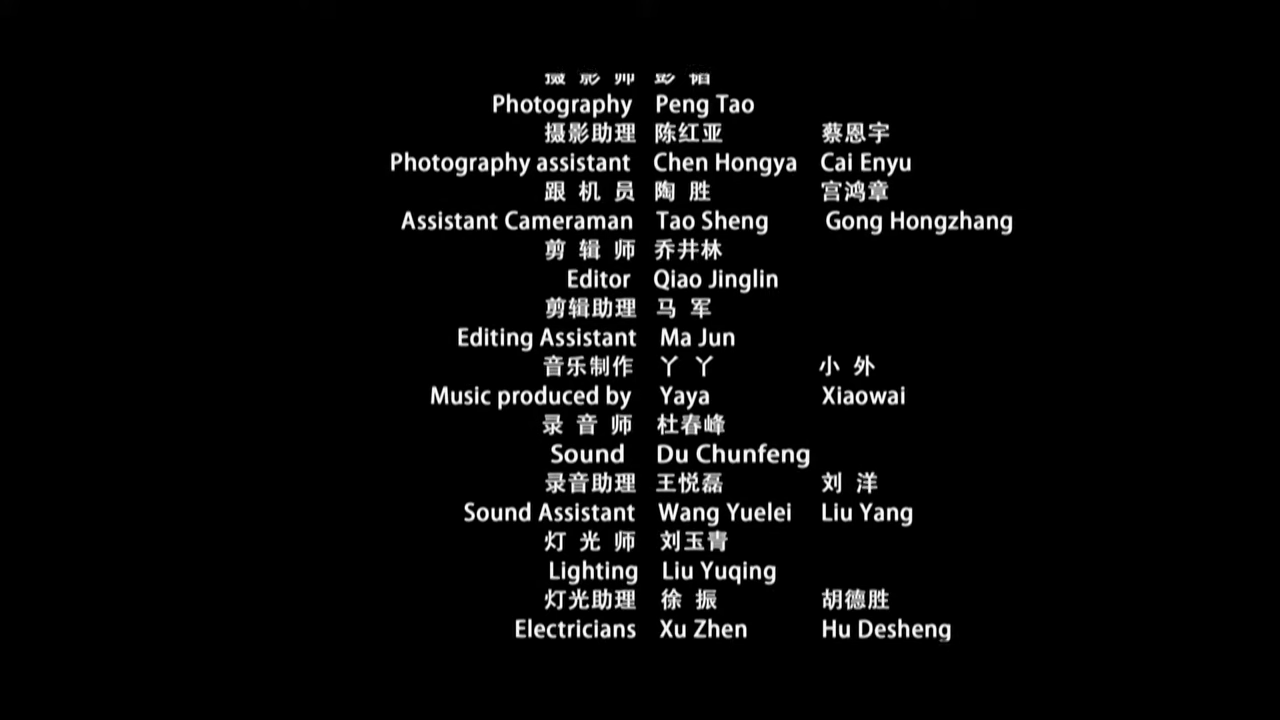 摄影师 彭
Photography Peng Tao
摄影助理 陈红亚 蔡恩宇
Photography assistant Chen Hongya Cai Enyu
跟机员 陶胜 宫鸿章
Assistant Cameraman Tao Sheng Gong Hongzhang
剪辑师 乔井林
Editor Qiao Jinglin
剪辑助理 马军
Editing Assistant Ma Jun
音乐制作 丫丫 小外
Music produced by Yaya Xiaowai
录音师 杜春峰
Sound Du Chunfeng
录音助理 王悦磊 刘洋
Sound Assistant Wang Yuelei Liu Yang
灯光师 刘玉青
Lighting Liu Yuqing
灯光助理 徐振 胡德胜
Electricians Xu Zhen Hu Desheng